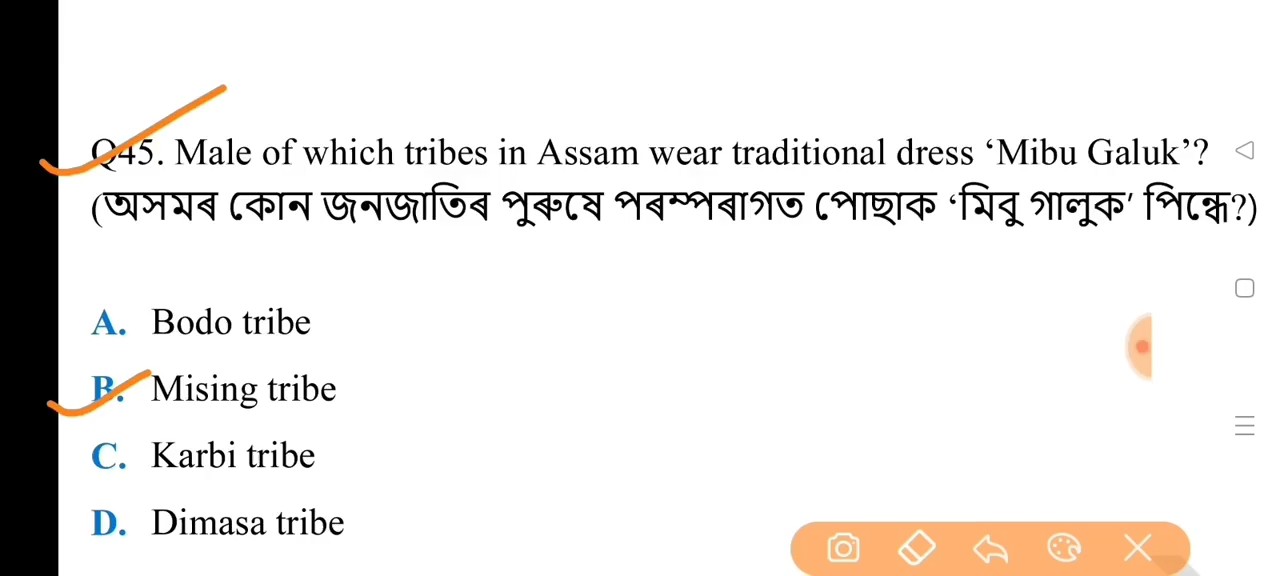 Q45. Male of which tribes in Assam wear traditional dress ‘Mibu Galuk’?
(অসমৰ কোন জনজাতিৰ পুৰুষে পৰম্পৰাগত পোছাক ‘মিবু গালুক’ পিন্ধে?)
A. Bodo tribe
B. Mising tribe
C. Karbi tribe
D. Dimasa tribe